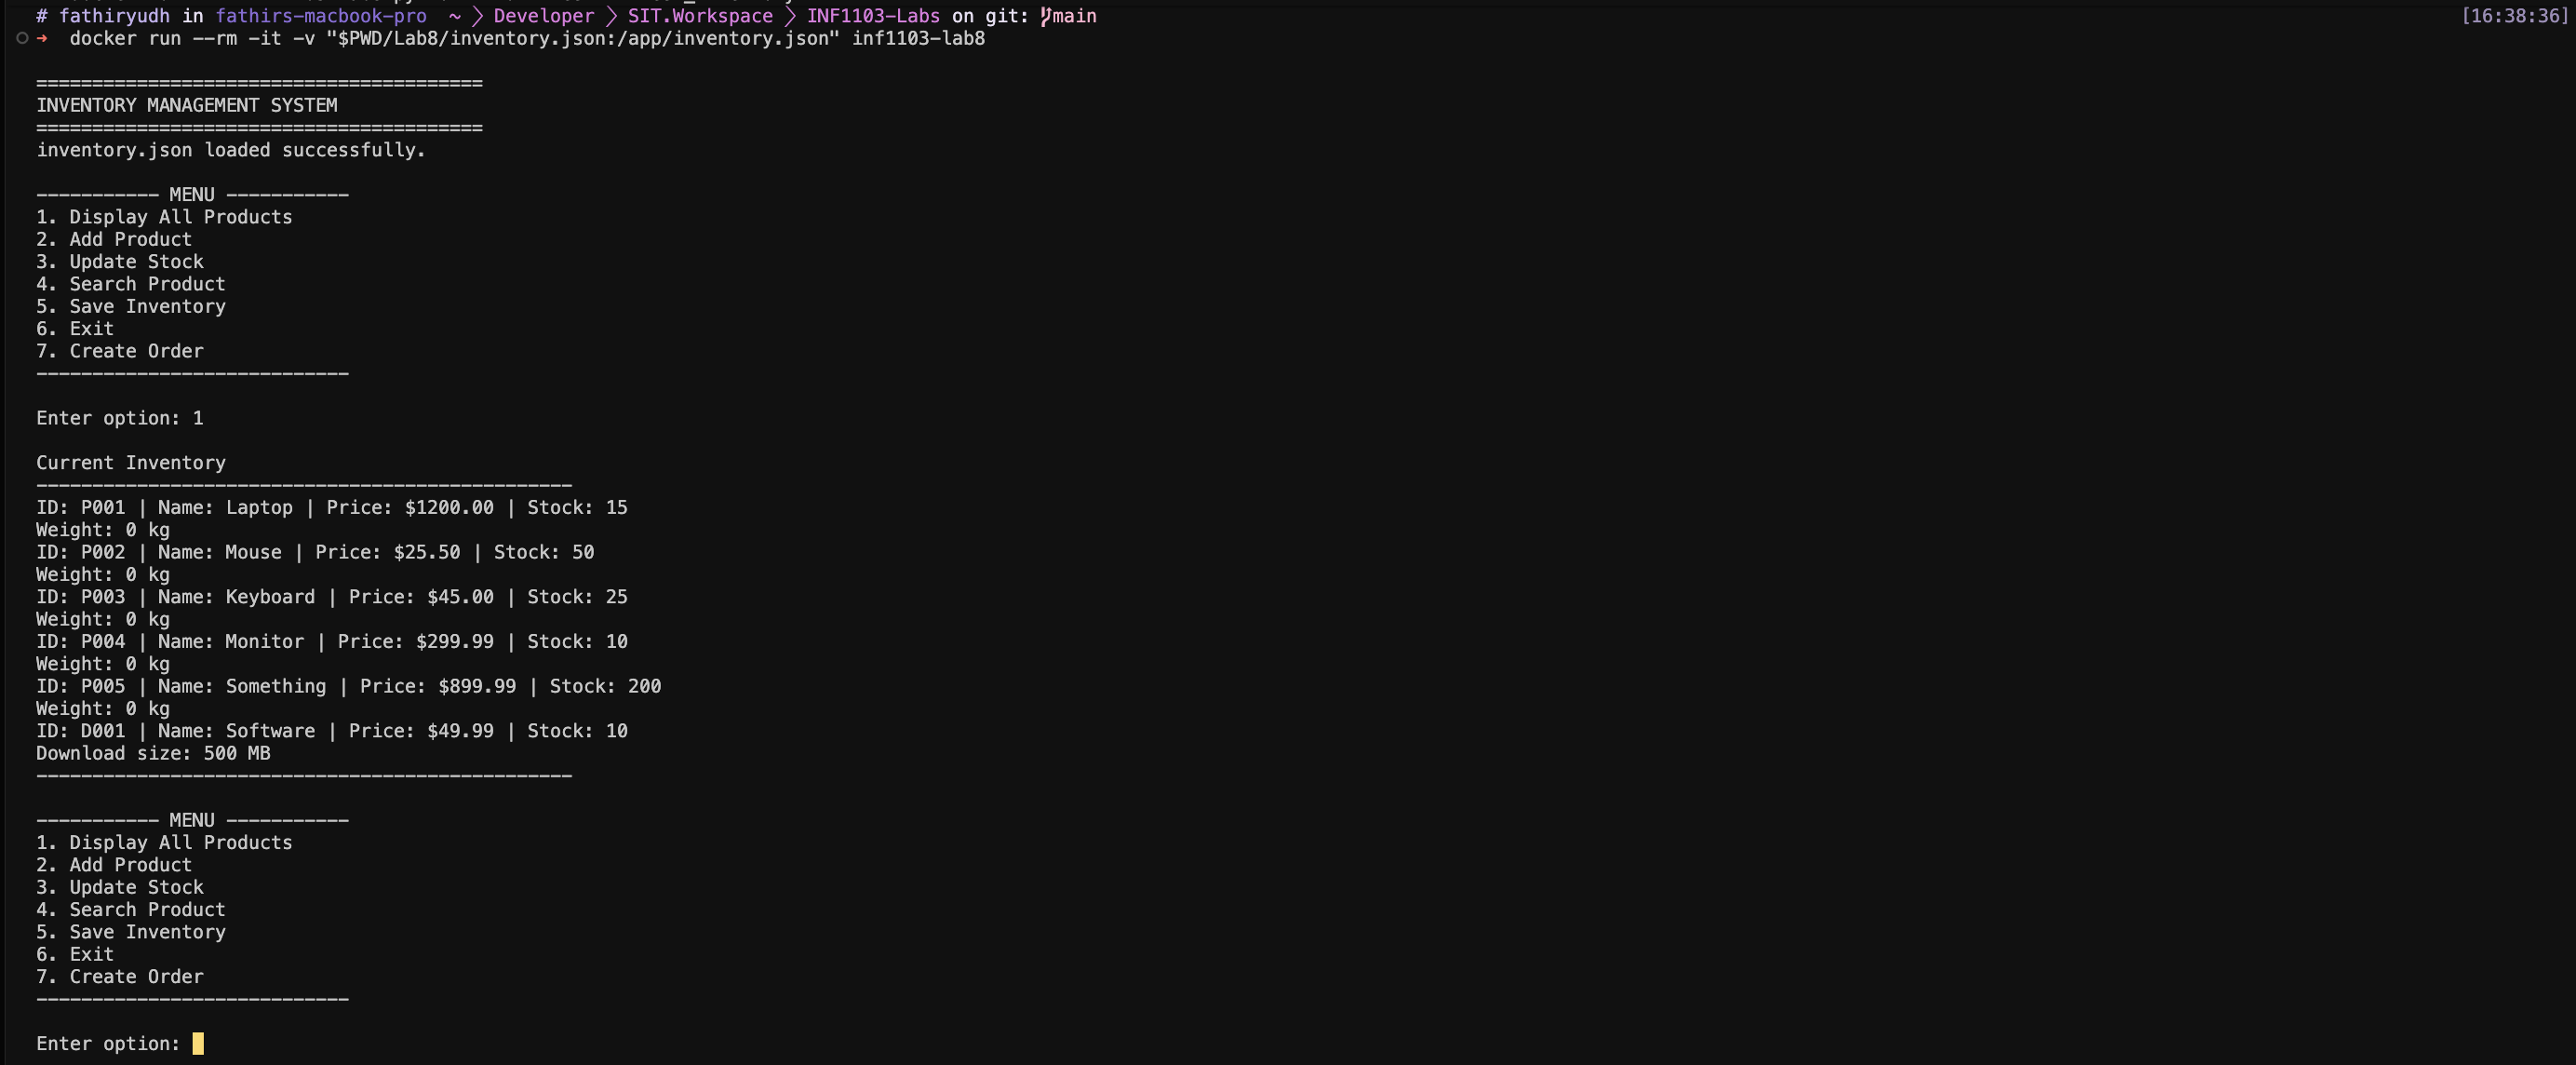 # fathiryudh in fathirs-macbook-pro ~ > Developer > SIT.Workspace > INF1103-Labs on git: main [16:38:36]
➜ docker run --rm -it -v "$PWD/Lab8/inventory.json:/app/inventory.json" inf1103-lab8
========================================
INVENTORY MANAGEMENT SYSTEM
========================================
inventory.json loaded successfully.
----------- MENU -----------
1. Display All Products
2. Add Product
3. Update Stock
4. Search Product
5. Save Inventory
6. Exit
7. Create Order
----------------------------
Enter option: 1
Current Inventory
------------------------------------------------
ID: P001 | Name: Laptop | Price: $1200.00 | Stock: 15
Weight: 0 kg
ID: P002 | Name: Mouse | Price: $25.50 | Stock: 50
Weight: 0 kg
ID: P003 | Name: Keyboard | Price: $45.00 | Stock: 25
Weight: 0 kg
ID: P004 | Name: Monitor | Price: $299.99 | Stock: 10
Weight: 0 kg
ID: P005 | Name: Something | Price: $899.99 | Stock: 200
Weight: 0 kg
ID: D001 | Name: Software | Price: $49.99 | Stock: 10
Download size: 500 MB
------------------------------------------------
----------- MENU -----------
1. Display All Products
2. Add Product
3. Update Stock
4. Search Product
5. Save Inventory
6. Exit
7. Create Order
----------------------------
Enter option: